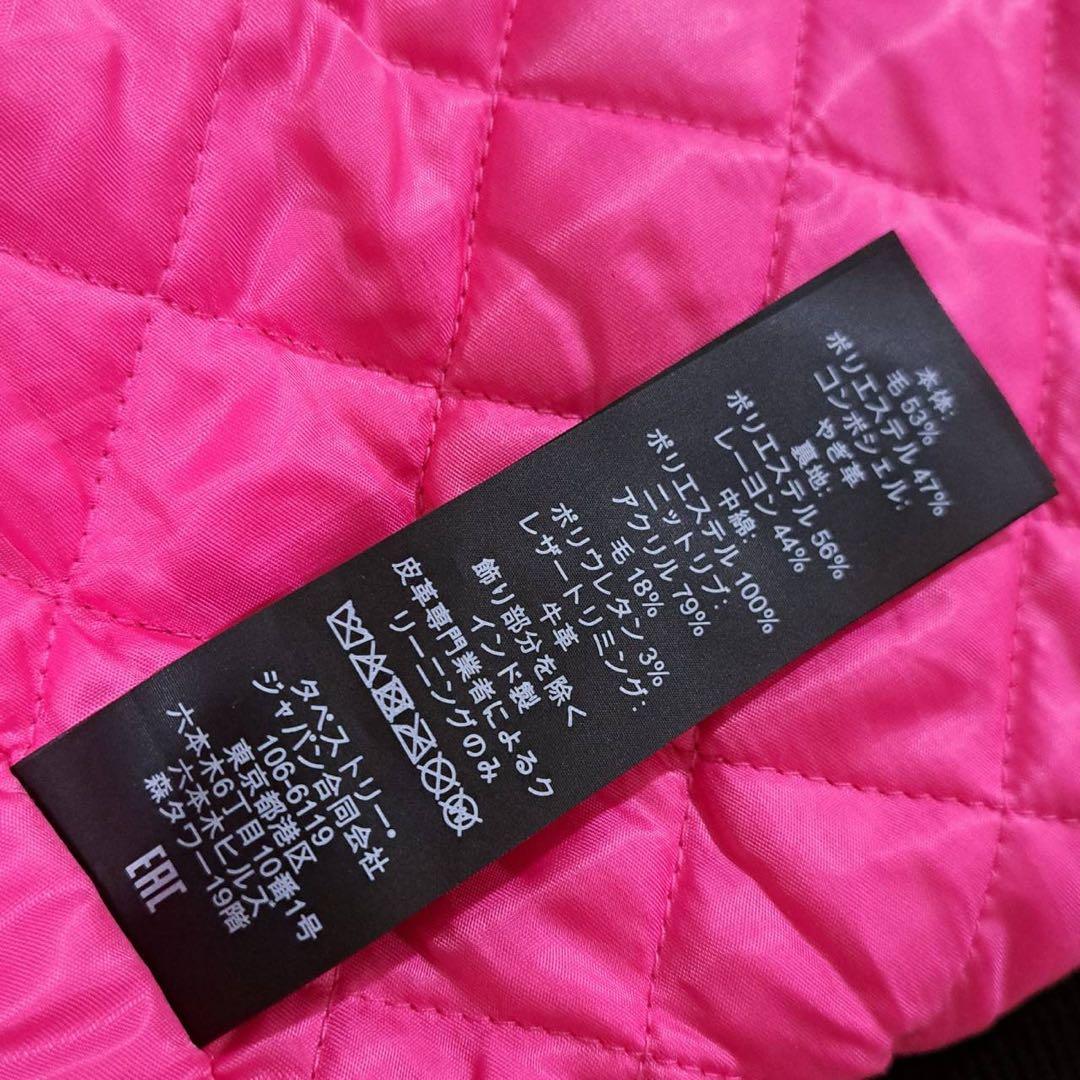 本体:
毛 53%
ポリエステル 47%
コンボシェル:
やぎ革
裏地:
ポリエステル 56%
レーヨン 44%
中綿:
ポリエステル 100%
ニットリブ:
アクリル 79%
毛 18%
ポリウレタン 3%
レザートリミング:
牛革
飾り部分を除く
インド製
皮革専門業者によるク
リーニングのみ
タペストリー・
ジャパン合同会社
106-6119
東京都港区
六本木6丁目10番1号
六本木ヒルズ
森タワー19階
EAC